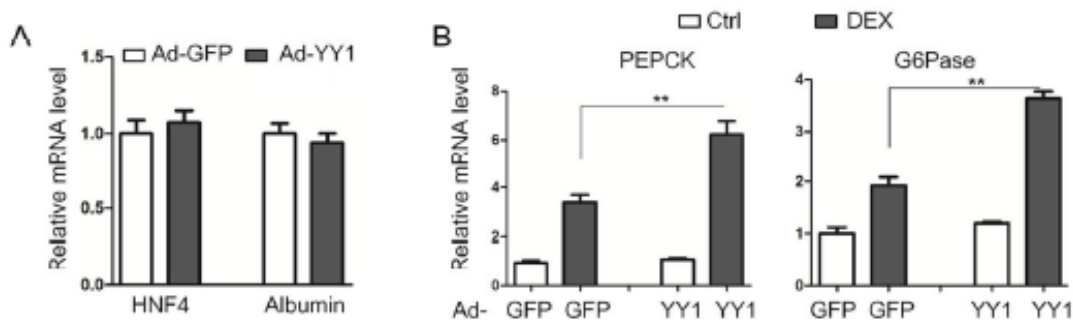 A
Ad-GFP Ad-YY1
Relative mRNA level
1.5
1.0
0.5
0.0
HNF4 Albumin
B
Ctrl DEX
PEPCK
Relative mRNA level
8
6
4
2
0
**
Ad- GFP GFP YY1 YY1
G6Pase
4
3
2
1
0
**
GFP GFP YY1 YY1